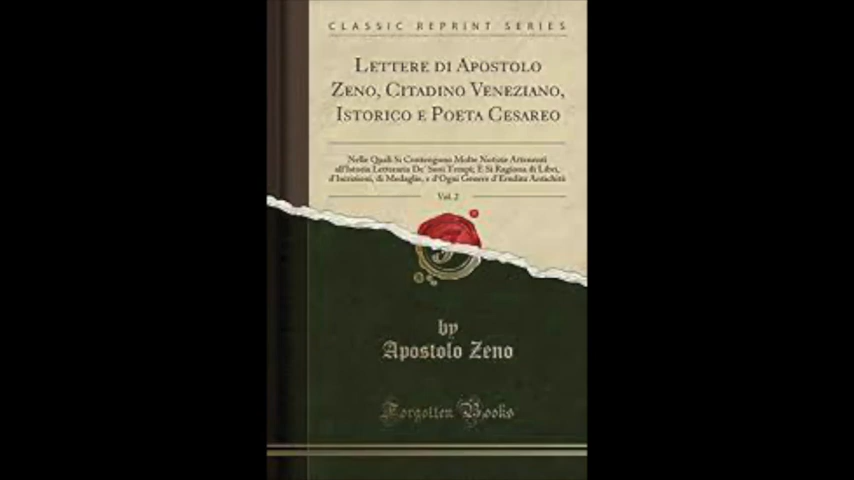 CLASSIC REPRINT SERIES
LETTERE DI APOSTOLO
ZENO, CITADINO VENEZIANO,
ISTORICO E POETA CESAREO
Nelle Quali Si Contengono Molte Notizie Attenenti
all'Istoria Letteraria De' Suoi Tempi; E Si Ragiona di Libri,
d'Iscrizioni, di Medaglie, e d'Ogni Genere d'Erudita Antichità
Vol. 2
by
Apostolo Zeno
Forgotten Books